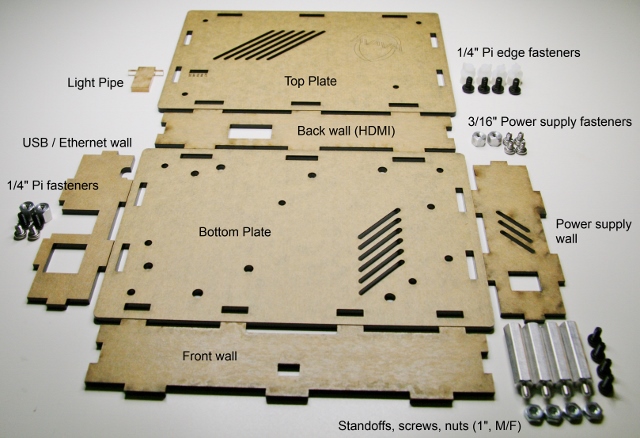 1/4" Pi edge fasteners
Light Pipe
Top Plate
3/16" Power supply fasteners
Back wall (HDMI)
USB / Ethernet wall
1/4" Pi fasteners
Bottom Plate
Power supply
wall
Front wall
Standoffs, screws, nuts (1", M/F)